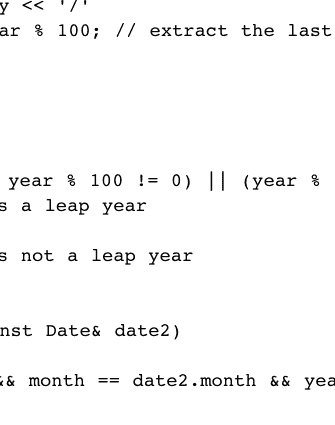 y << '/'
ar % 100; // extract the last
year % 100 != 0) || (year %
s a leap year
s not a leap year
nst Date& date2)
&& month == date2.month && yea